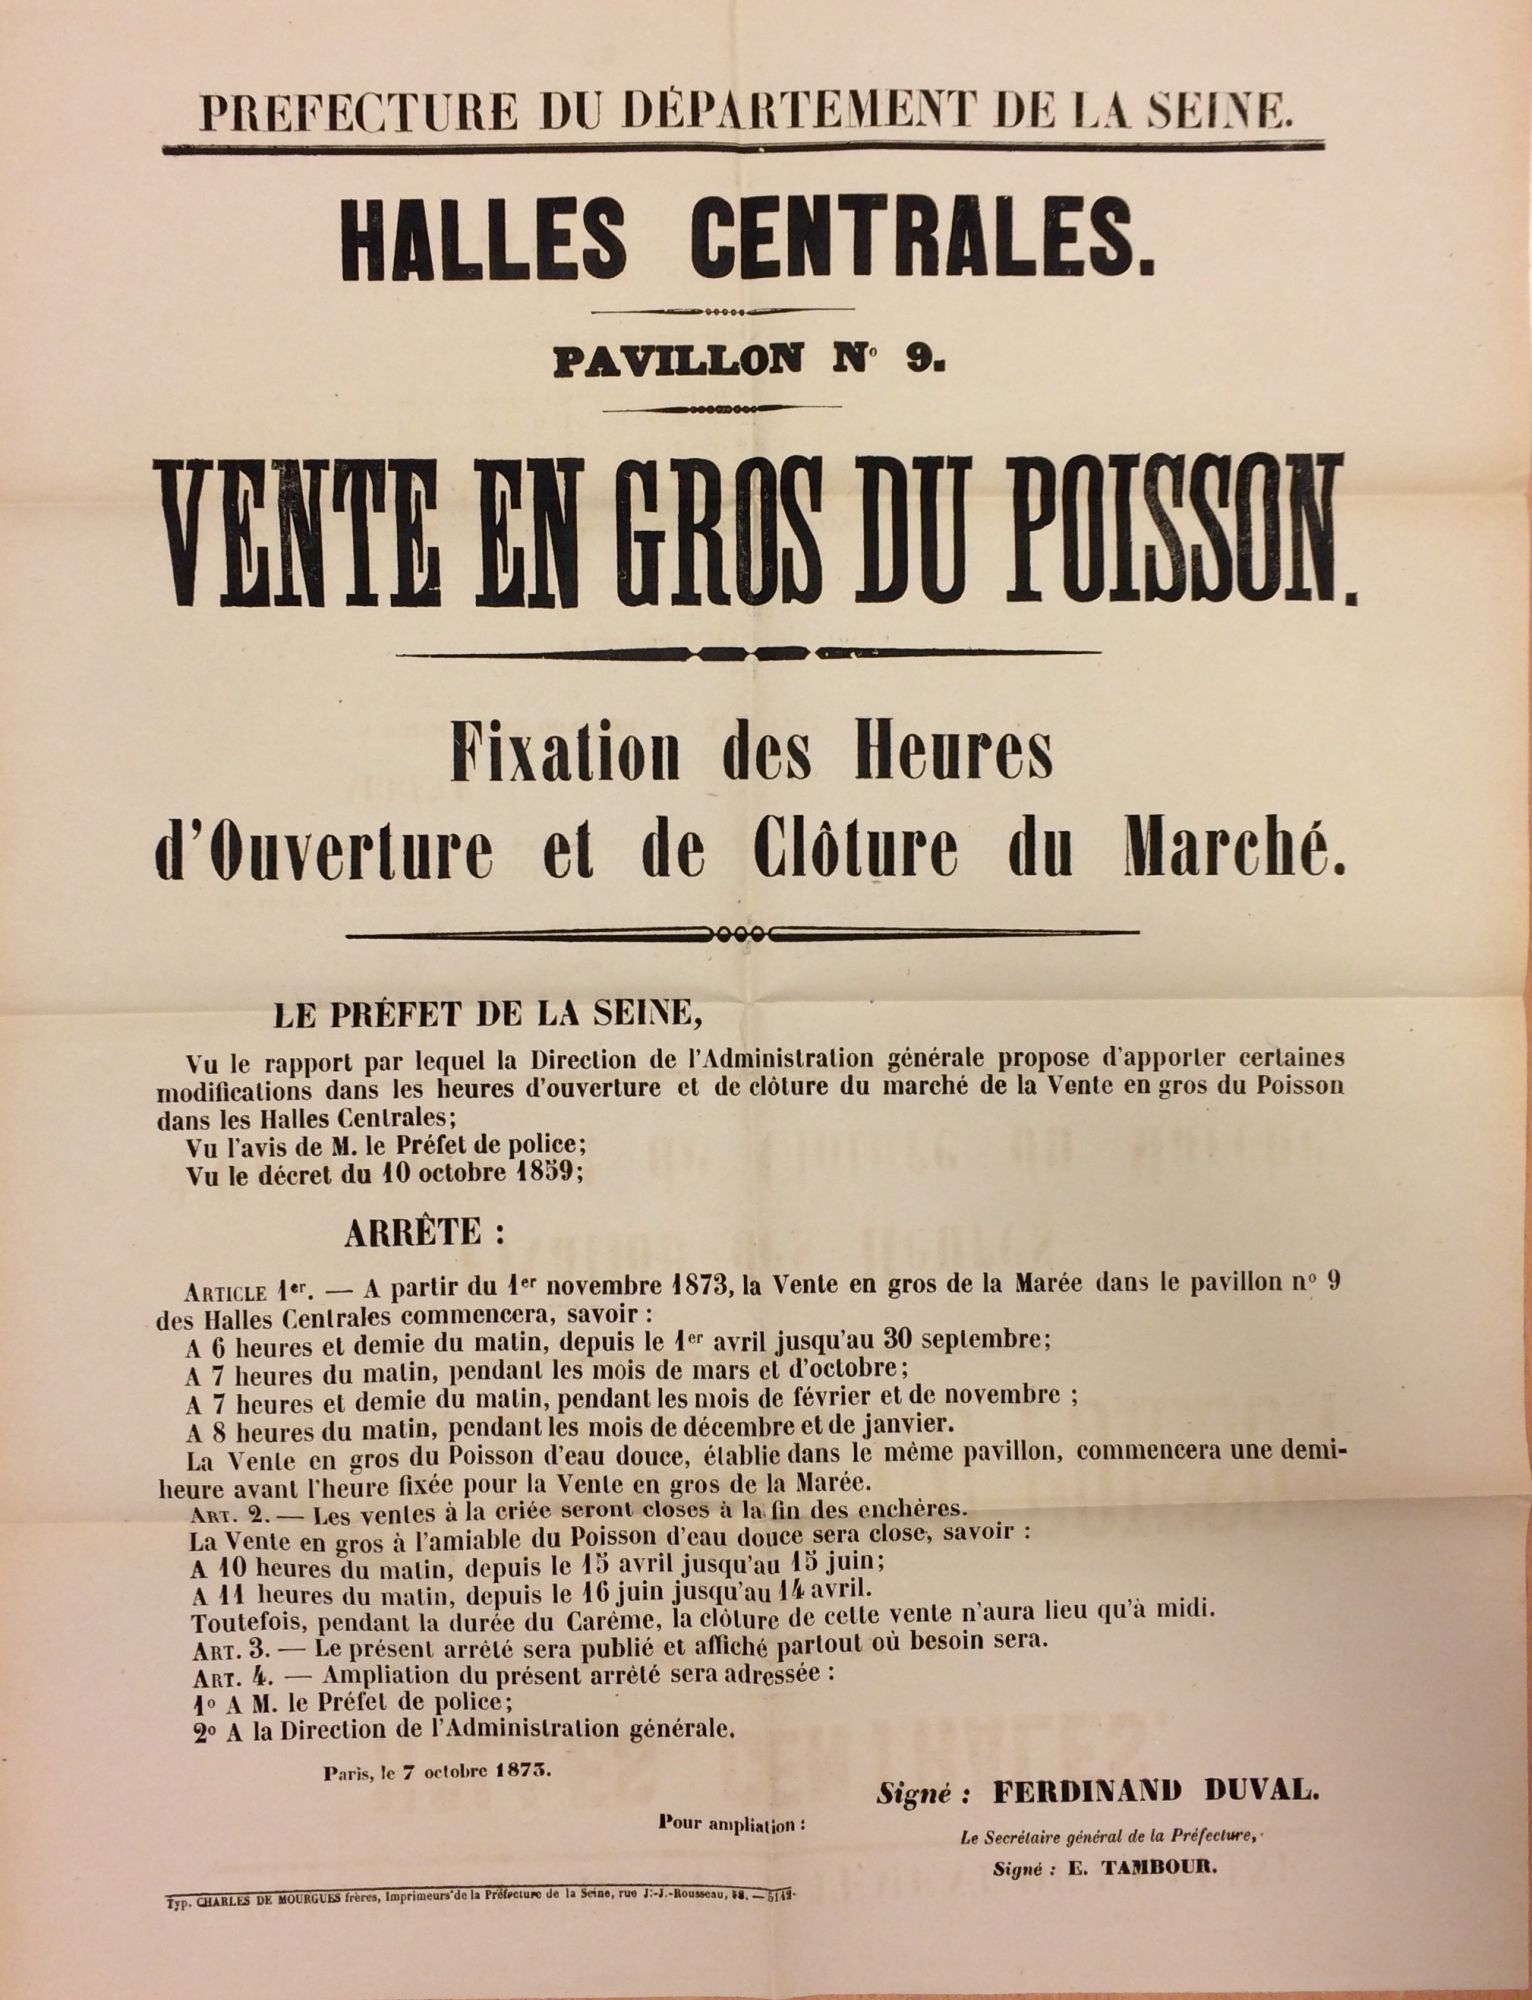 PREFECTURE DU DÉPARTEMENT DE LA SEINE.
HALLES CENTRALES.
PAVILLON Nº 9.
VENTE EN GROS DU POISSON.
Fixation des Heures
d'Ouverture et de Clôture du Marché.
LE PRÉFET DE LA SEINE,
Vu le rapport par lequel la Direction de l'Administration générale propose d'apporter certaines
modifications dans les heures d'ouverture et de clôture du marché de la Vente en gros du Poisson
dans les Halles Centrales;
Vu l'avis de M. le Préfet de police;
Vu le décret du 10 octobre 1859;
ARRÊTE :
ARTICLE 1er. — A partir du 1er novembre 1873, la Vente en gros de la Marée dans le pavillon nº 9
des Halles Centrales commencera, savoir :
A 6 heures et demie du matin, depuis le 1er avril jusqu'au 30 septembre;
A 7 heures du matin, pendant les mois de mars et d'octobre;
A 7 heures et demie du matin, pendant les mois de février et de novembre ;
A 8 heures du matin, pendant les mois de décembre et de janvier.
La Vente en gros du Poisson d'eau douce, établie dans le même pavillon, commencera une demi-
heure avant l'heure fixée pour la Vente en gros de la Marée.
ART. 2. — Les ventes à la criée seront closes à la fin des enchères.
La Vente en gros à l'amiable du Poisson d'eau douce sera close, savoir :
A 10 heures du matin, depuis le 15 avril jusqu'au 15 juin;
A 11 heures du matin, depuis le 16 juin jusqu'au 14 avril.
Toutefois, pendant la durée du Carême, la clôture de cette vente n'aura lieu qu'à midi.
ART. 3. — Le présent arrêté sera publié et affiché partout où besoin sera.
ART. 4. — Ampliation du présent arrêté sera adressée :
1º A M. le Préfet de police;
2º A la Direction de l'Administration générale.
Paris, le 7 octobre 1873.
Signé : FERDINAND DUVAL.
Pour ampliation :
Le Secrétaire général de la Préfecture,
Signé : E. TAMBOUR.
Typ. CHARLES DE MOURGUES frères, Imprimeurs de la Préfecture de la Seine, rue J.-J.-Rousseau, 58. — 5142